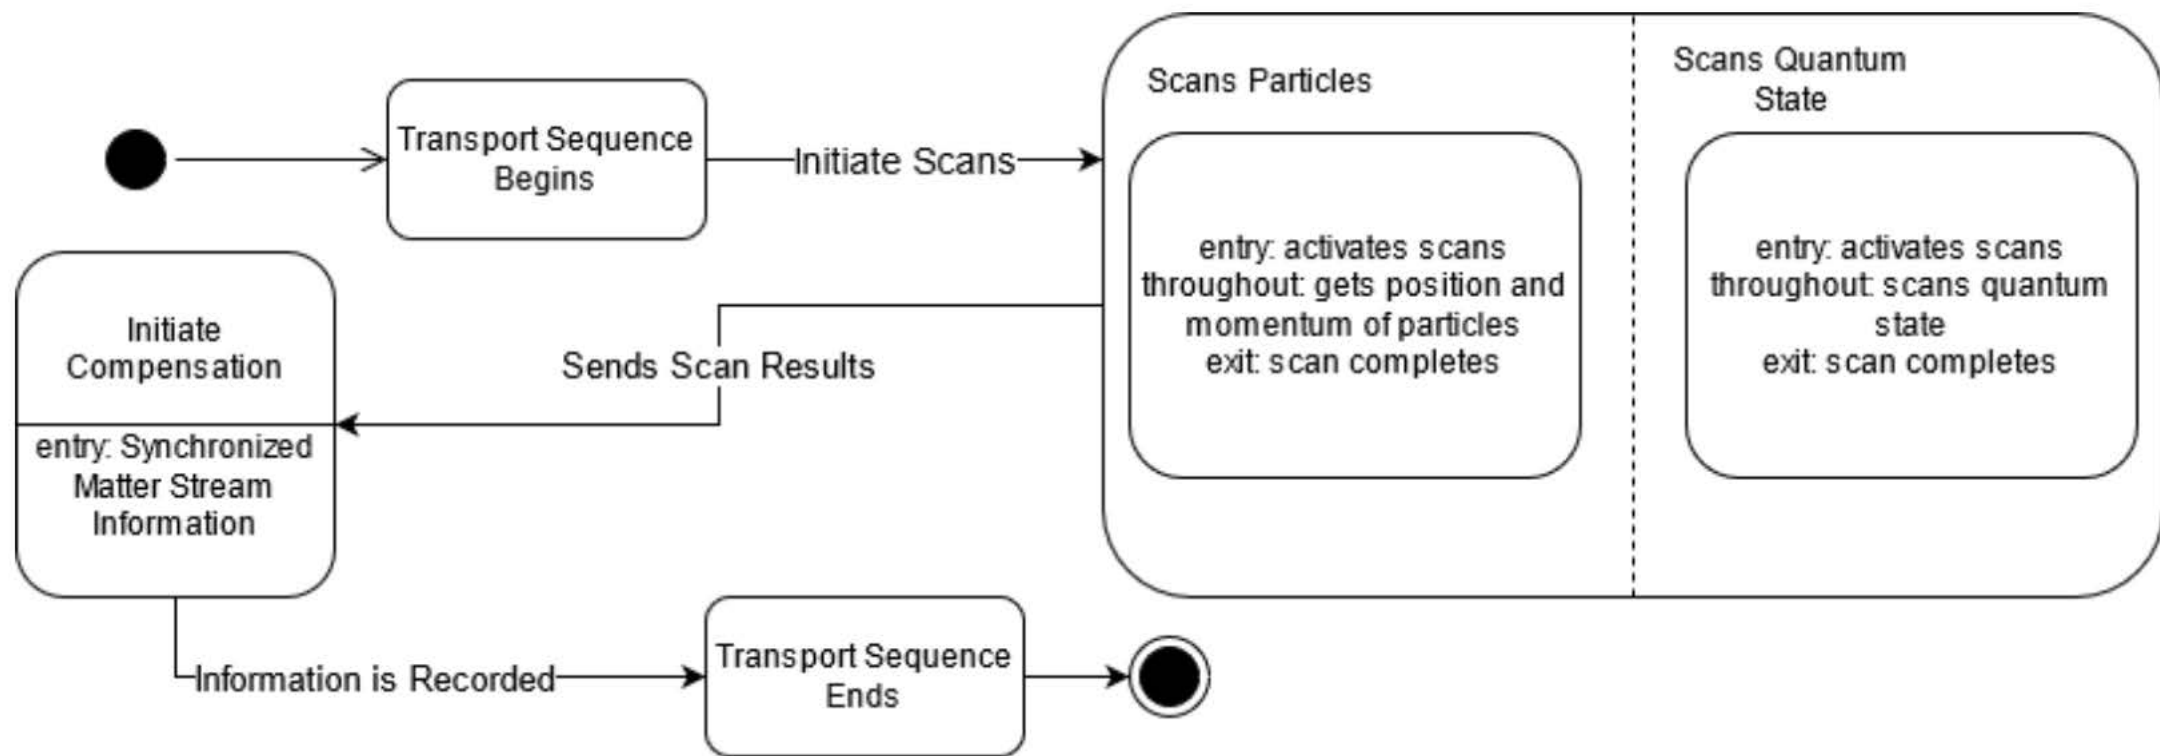 Transport Sequence
Begins
Initiate Scans
Scans Particles
Scans Quantum
State
entry: activates scans
throughout: gets position and
momentum of particles
exit: scan completes
entry: activates scans
throughout: scans quantum
state
exit: scan completes
Sends Scan Results
Initiate
Compensation
entry: Synchronized
Matter Stream
Information
Information is Recorded
Transport Sequence
Ends